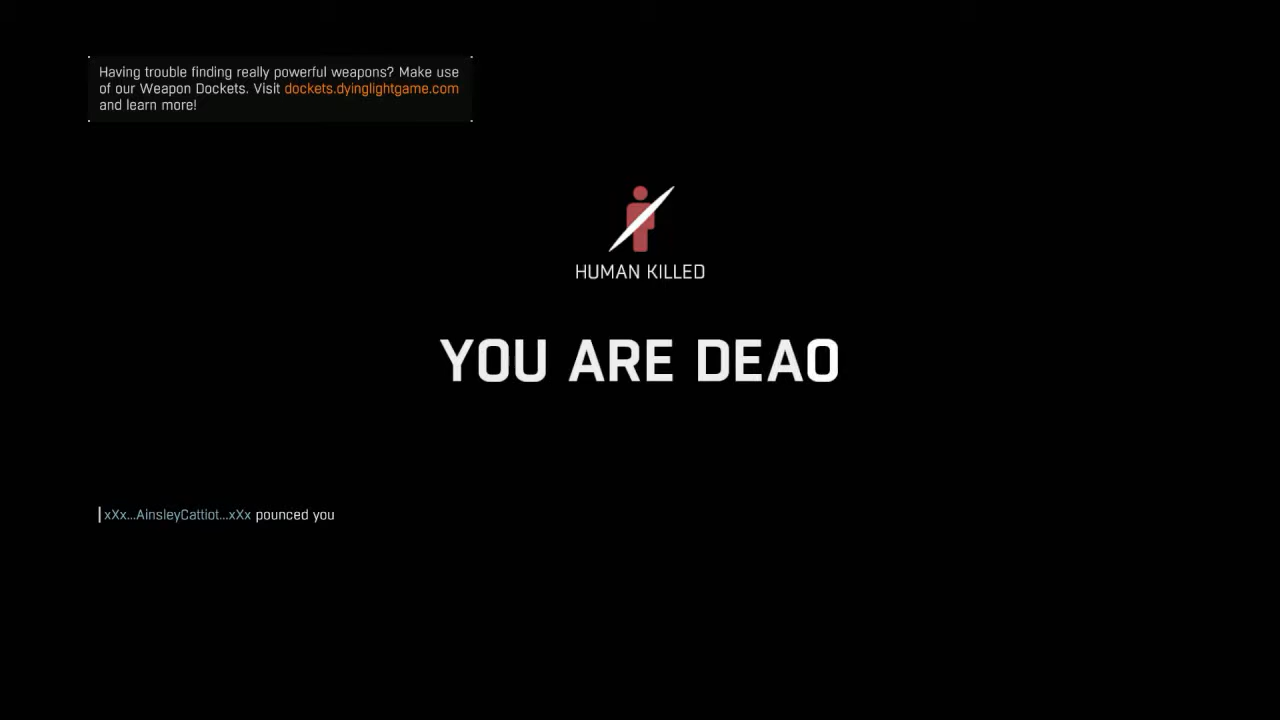 Having trouble finding really powerful weapons? Make use
of our Weapon Dockets. Visit dockets.dyinglightgame.com
and learn more!
HUMAN KILLED
YOU ARE DEAO
xXx...AinsleyCattiot...xXx pounced you